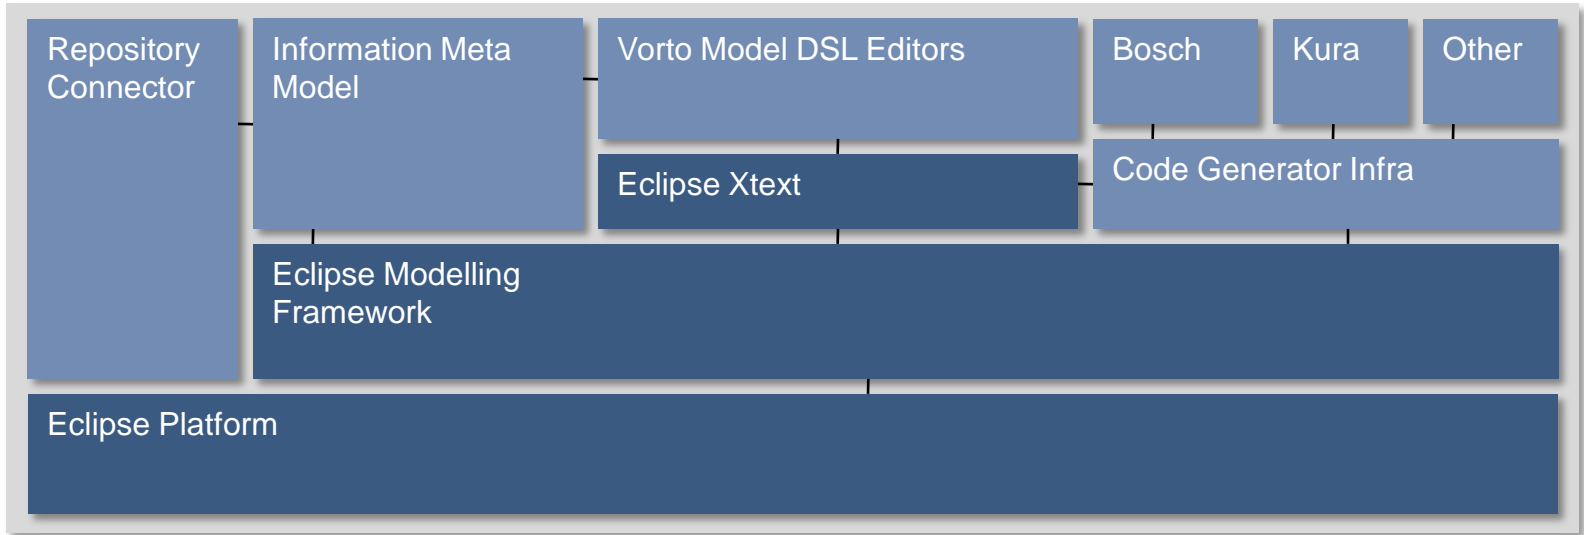 Repository
Connector
Information Meta
Model
Vorto Model DSL Editors
Bosch
Kura
Other
Eclipse Xtext
Code Generator Infra
Eclipse Modelling
Framework
Eclipse Platform